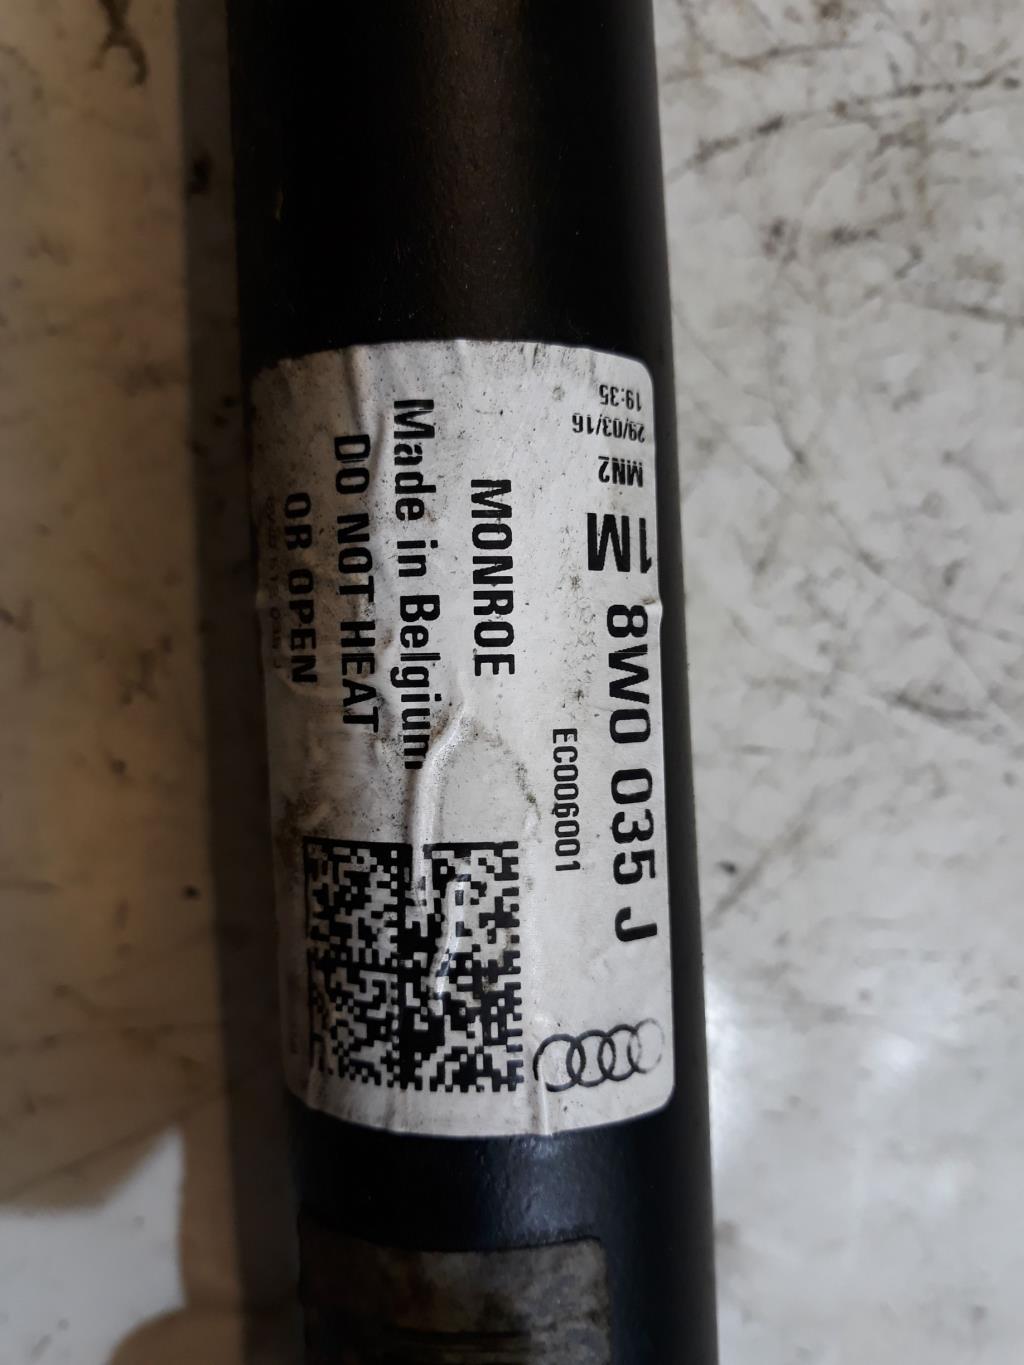 8W0 035 J
1M
MN2
29/03/16
19:35
EC006001
MONROE
Made in Belgium
DO NOT HEAT
OR OPEN